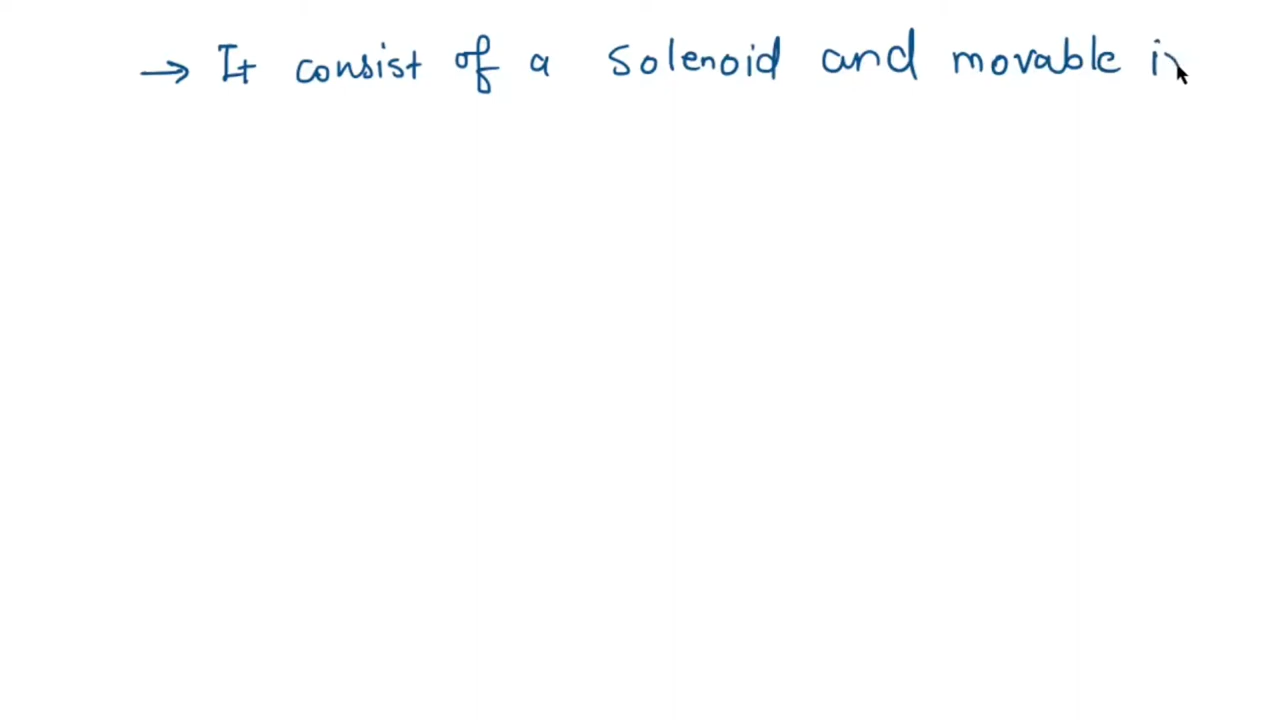 → It consist of a solenoid and movable